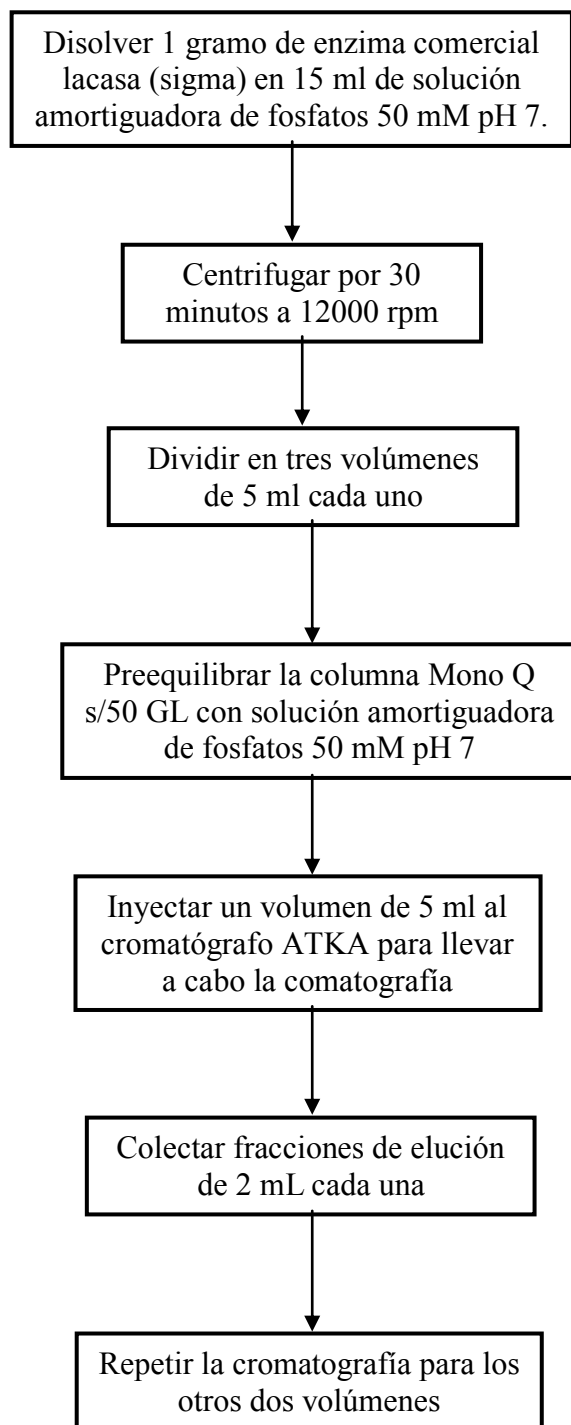 Disolver 1 gramo de enzima comercial
lacasa (sigma) en 15 ml de solución
amortiguadora de fosfatos 50 mM pH 7.
Centrifugar por 30
minutos a 12000 rpm
Dividir en tres volúmenes
de 5 ml cada uno
Preequilibrar la columna Mono Q
s/50 GL con solución amortiguadora
de fosfatos 50 mM pH 7
Inyectar un volumen de 5 ml al
cromatógrafo ATKA para llevar
a cabo la comatografía
Colectar fracciones de elución
de 2 mL cada una
Repetir la cromatografía para los
otros dos volúmenes